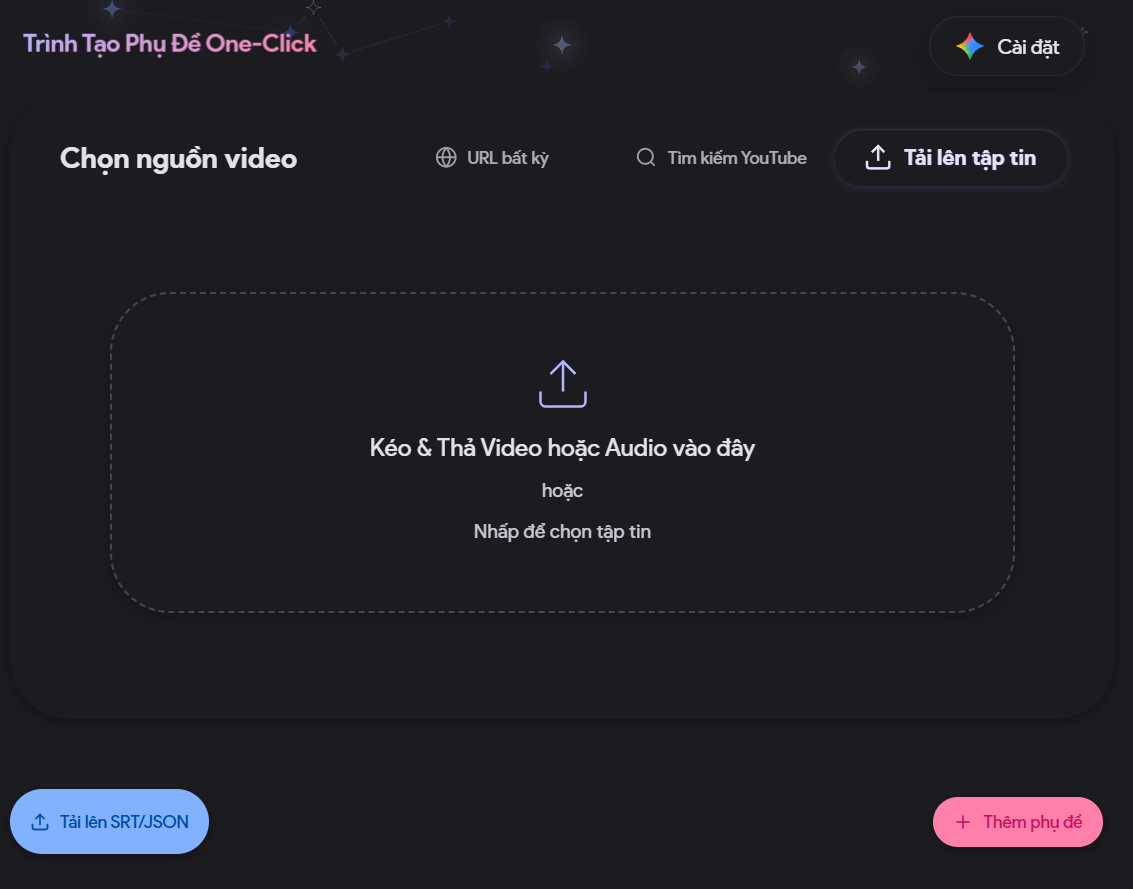 Trình Tạo Phụ Đề One-Click
Cài đặt
Chọn nguồn video
URL bất kỳ
Tìm kiếm YouTube
Tải lên tập tin
Kéo & Thả Video hoặc Audio vào đây
hoặc
Nhấp để chọn tập tin
Tải lên SRT/JSON
Thêm phụ đề